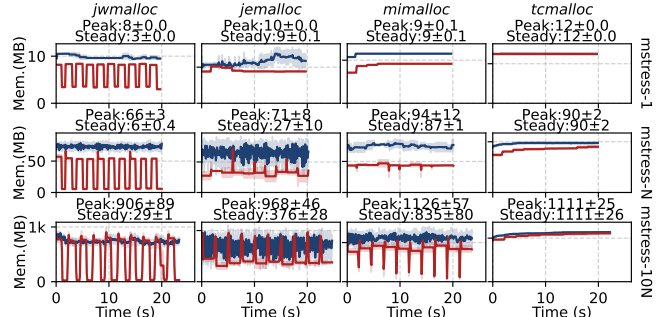 jwmalloc jemalloc mimalloc tcmalloc
Peak:8±0.0 Peak:10±0.0 Peak:9±0.1 Peak:12±0.0
Steady:3±0.0 Steady:9±0.1 Steady:9±0.1 Steady:12±0.0
Mem.(MB) 10 0 mstress-1
Peak:66±3 Peak:71±8 Peak:94±12 Peak:90±2
Steady:6±0.4 Steady:27±10 Steady:87±1 Steady:90±2
Mem.(MB) 50 0 mstress-N
Peak:906±89 Peak:968±46 Peak:1126±57 Peak:1111±25
Steady:29±1 Steady:376±28 Steady:835±80 Steady:1111±26
Mem.(MB) 1k 0 mstress-10N
0 10 20 0 10 20 0 10 20 0 10 20
Time (s) Time (s) Time (s) Time (s)